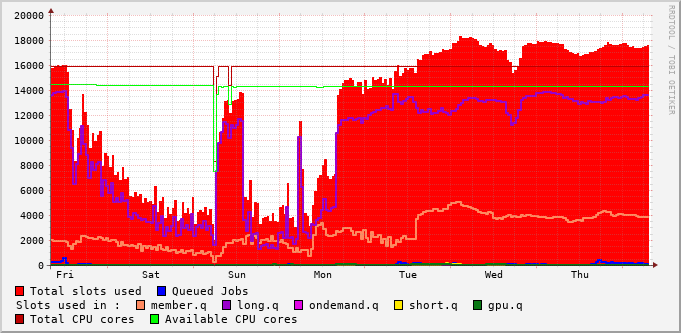 RRDTOOL / TOBI OETIKER
20000
18000
16000
14000
12000
10000
8000
6000
4000
2000
0
Fri Sat Sun Mon Tue Wed Thu
Total slots used Queued Jobs
Slots used in : member.q long.q ondemand.q short.q gpu.q
Total CPU cores Available CPU cores